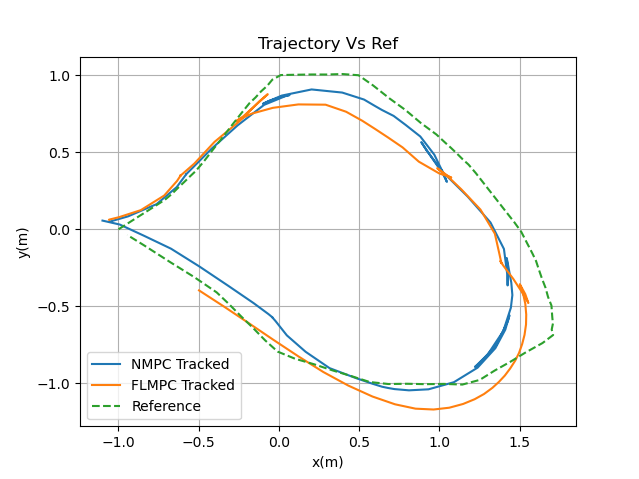 Trajectory Vs Ref
1.0
0.5
0.0
−0.5
−1.0
y(m)
NMPC Tracked
FLMPC Tracked
Reference
−1.0 −0.5 0.0 0.5 1.0 1.5
x(m)